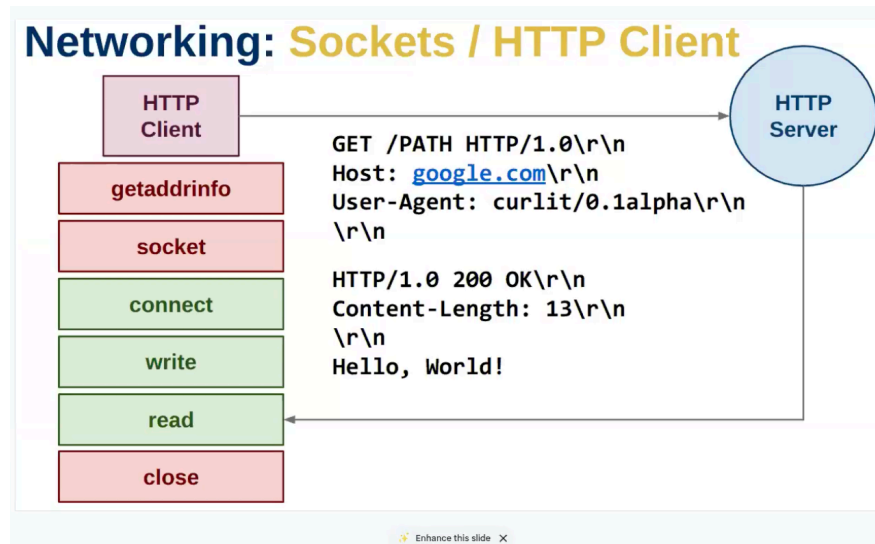 Networking: Sockets / HTTP Client
HTTP
Client
HTTP
Server
GET /PATH HTTP/1.0\r\n
Host: google.com\r\n
User-Agent: curlit/0.1alpha\r\n
\r\n
HTTP/1.0 200 OK\r\n
Content-Length: 13\r\n
\r\n
Hello, World!
getaddrinfo
socket
connect
write
read
close
Enhance this slide